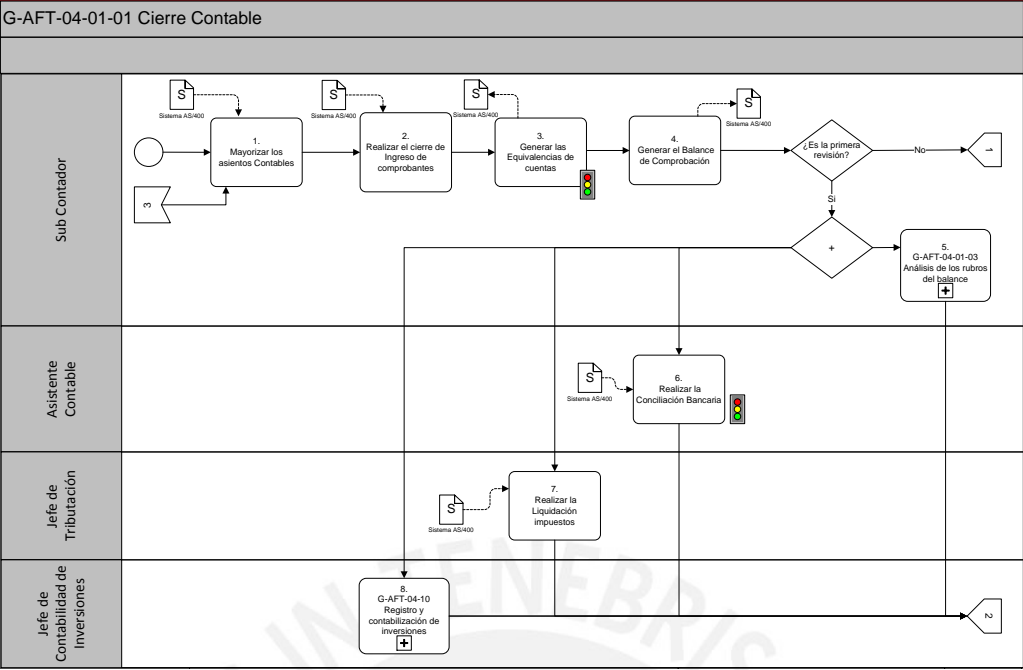 G-AFT-04-01-01 Cierre Contable
Sub Contador
S
Sistema AS/400
1.
Mayorizar los
asientos Contables
3
S
Sistema AS/400
2.
Realizar el cierre de
Ingreso de
comprobantes
S
Sistema AS/400
3.
Generar las
Equivalencias de
cuentas
4.
Generar el Balance
de Comprobación
S
Sistema AS/400
¿Es la primera
revisión?
No
1
Si
+
5.
G-AFT-04-01-03
Análisis de los rubros
del balance
+
Asistente
Contable
S
Sistema AS/400
6.
Realizar la
Conciliación Bancaria
Jefe de
Tributación
S
Sistema AS/400
7.
Realizar la
Liquidación
impuestos
Jefe de
Contabilidad de
Inversiones
8.
G-AFT-04-10
Registro y
contabilización de
inversiones
+
2
IN TENEBRIS